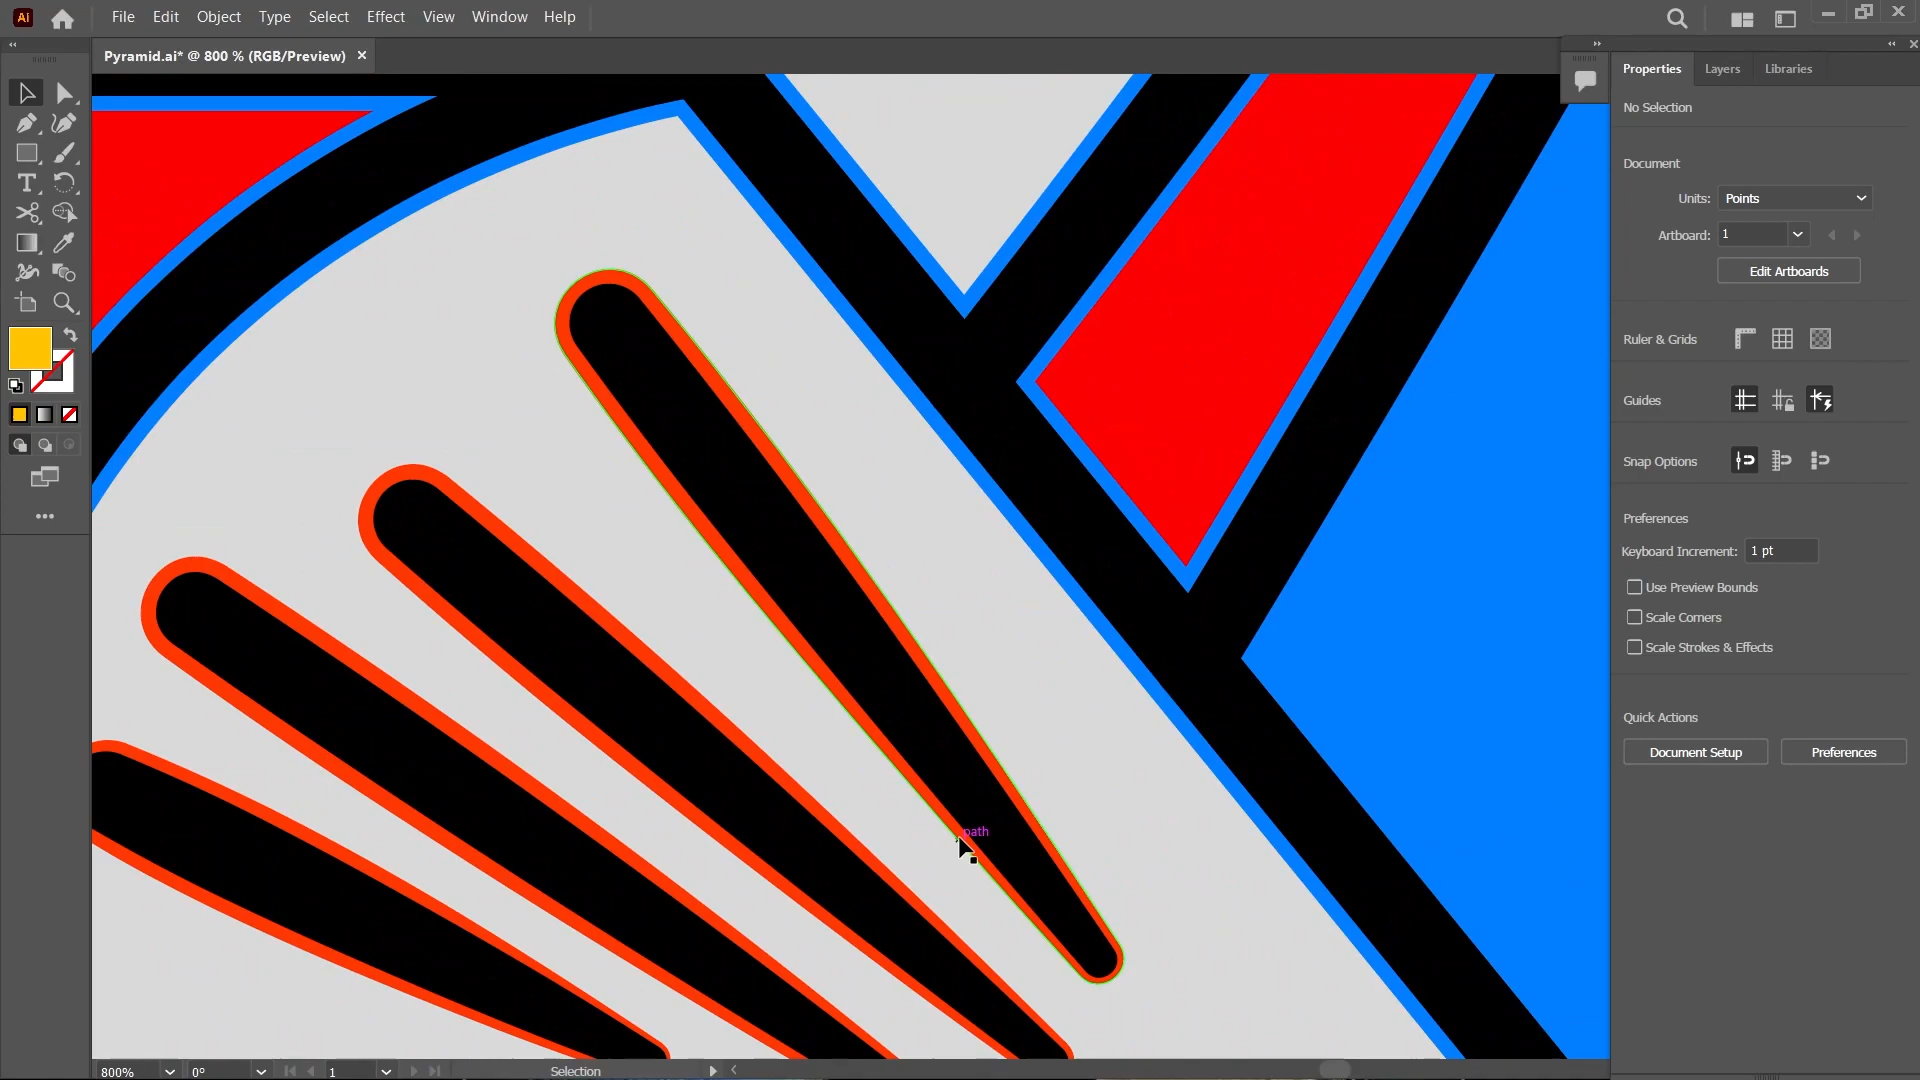 Ai File Edit Object Type Select Effect View Window Help
Pyramid.ai* @ 800 % (RGB/Preview)
Properties Layers Libraries
No Selection
Document
Units: Points
Artboard: 1
Edit Artboards
Ruler & Grids
Guides
Snap Options
Preferences
Keyboard Increment: 1 pt
Use Preview Bounds
Scale Corners
Scale Strokes & Effects
Quick Actions
Document Setup Preferences
path
800% 0° 1 Selection